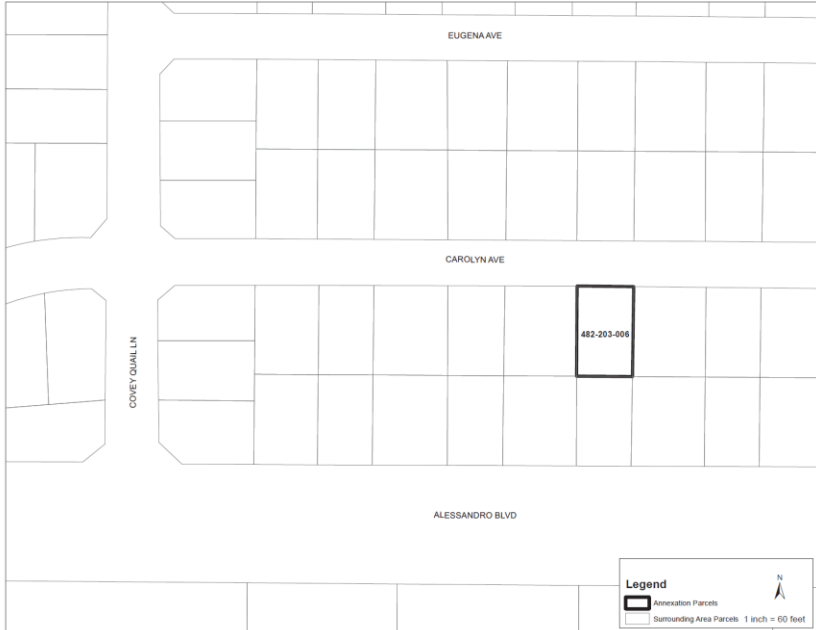 EUGENA AVE
CAROLYN AVE
482-203-006
COVEY QUAIL LN
ALESSANDRO BLVD
Legend
N
Annexation Parcels
Surrounding Area Parcels 1 inch = 60 feet